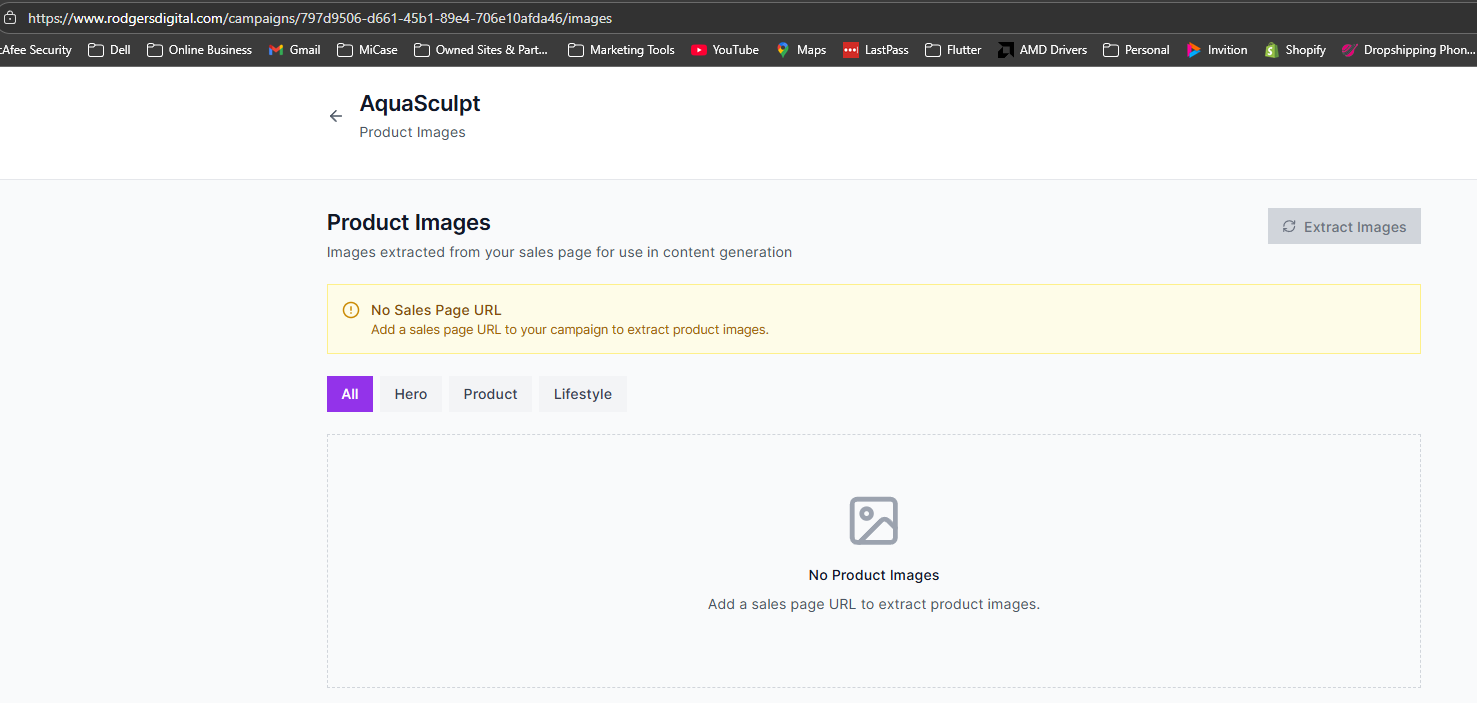 https://www.rodgersdigital.com/campaigns/797d9506-d661-45b1-89e4-706e10afda46/images
Afee Security Dell Online Business Gmail MiCase Owned Sites & Part... Marketing Tools YouTube Maps LastPass Flutter AMD Drivers Personal Invition Shopify Dropshipping Phon...
AquaSculpt
Product Images
Product Images
Extract Images
Images extracted from your sales page for use in content generation
No Sales Page URL
Add a sales page URL to your campaign to extract product images.
All Hero Product Lifestyle
No Product Images
Add a sales page URL to extract product images.